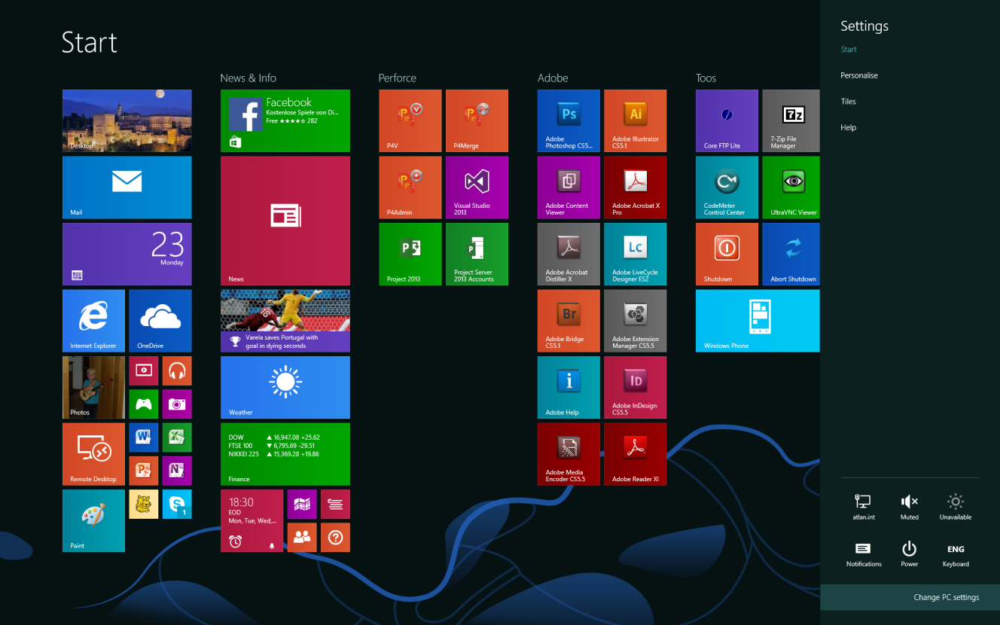 Start
Desktop
Mail
23
Monday
Internet Explorer
OneDrive
Photos
Remote Desktop
1
Paint
News & Info
Facebook
Kostenlose Spiele von Di...
Free ★★★★☆ 282
News
Varela saves Portugal with
goal in dying seconds
Weather
DOW ▲ 16,947.08 +25.62
FTSE 100 ▼ 6,795.69 -29.51
NIKKEI 225 ▲ 15,369.28 +19.86
Finance
18:30
EOD
Mon, Tue, Wed,...
Perforce
P4V
P4Merge
P4Admin
Visual Studio
2013
Project 2013
Project Server
2013 Accounts
Adobe
Ps
Adobe
Photoshop CS5...
Ai
Adobe Illustrator
CS5.1
Adobe Content
Viewer
Adobe Acrobat X
Pro
Adobe Acrobat
Distiller X
Lc
Adobe LiveCycle
Designer ES2
Br
Adobe Bridge
CS5.1
Adobe Extension
Manager CS5.5
Adobe Help
Id
Adobe InDesign
CS5.5
Adobe Media
Encoder CS5.5
Adobe Reader XI
Toos
Core FTP Lite
7z
7-Zip File
Manager
CodeMeter
Control Center
UltraVNC Viewer
Shutdown
Abort Shutdown
Windows Phone
Settings
Start
Personalise
Tiles
Help
atlan.int
Muted
Unavailable
Notifications
Power
ENG
Keyboard
Change PC settings